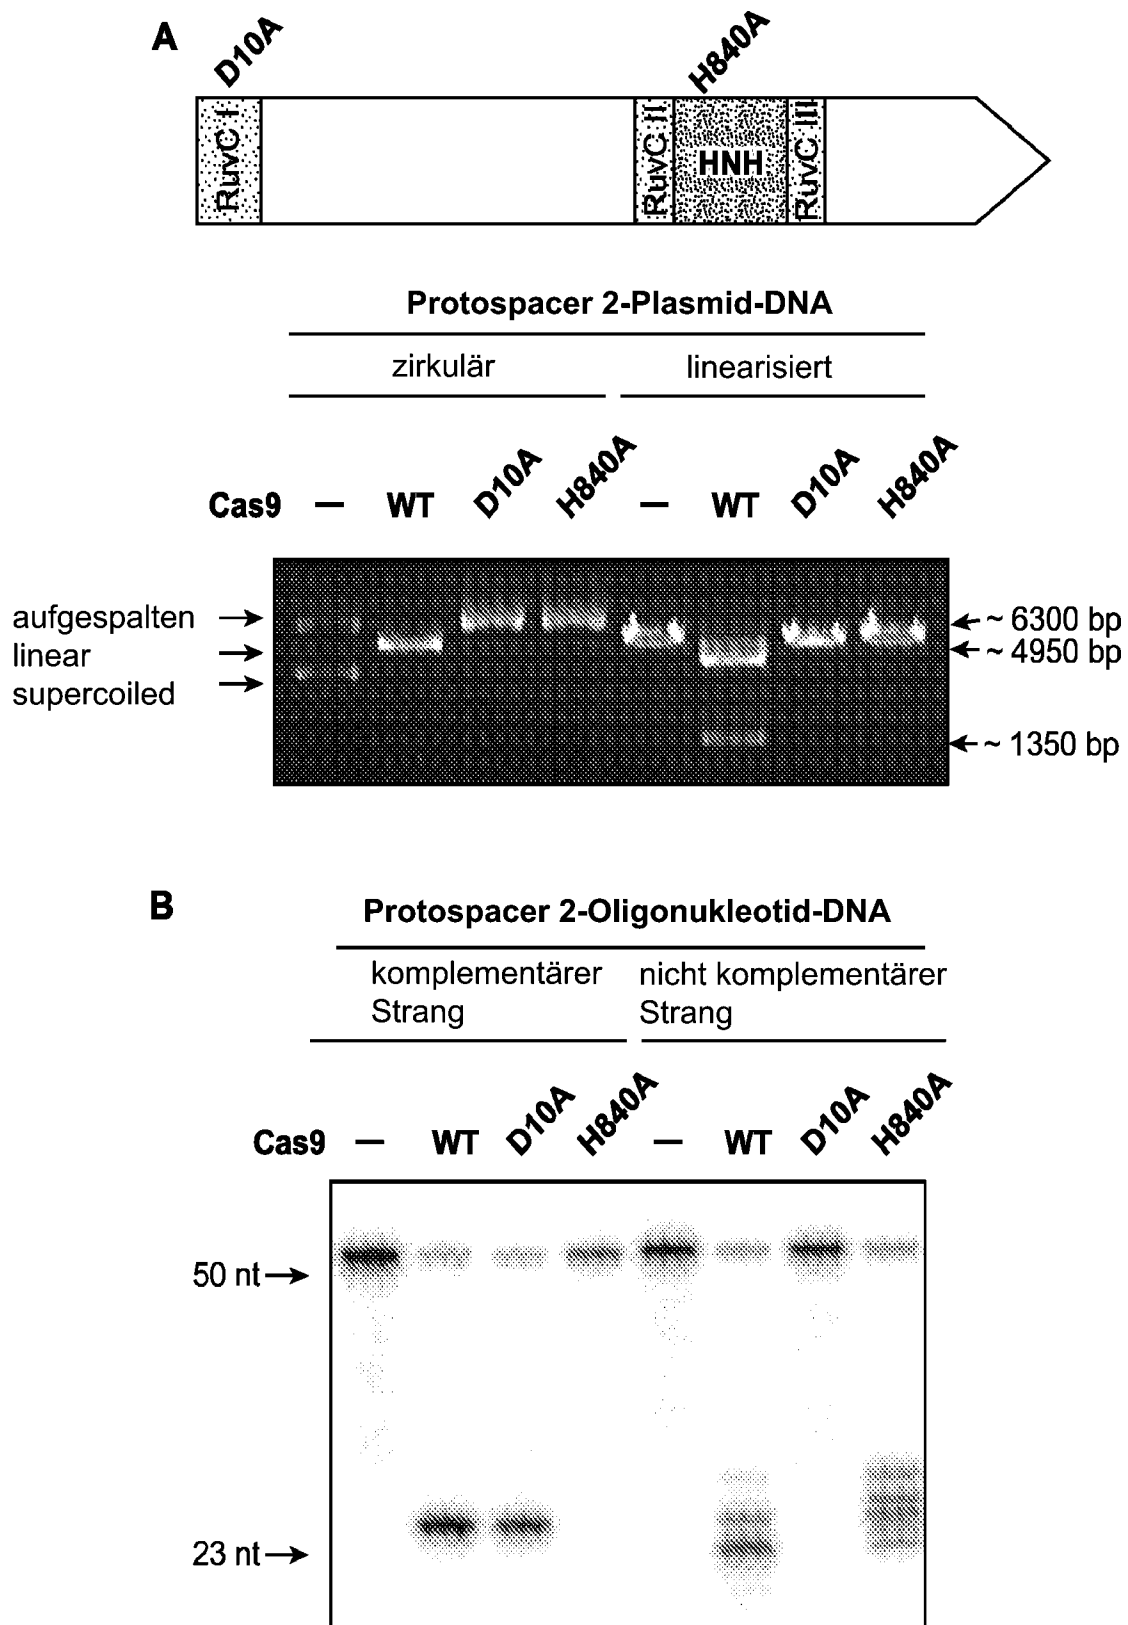 A
D10A
H840A
RuvC I
RuvC II
HNH
RuvC III
Protospacer 2-Plasmid-DNA
zirkulär
linearisiert
Cas9 — WT D10A H840A — WT D10A H840A
aufgespalten
linear
supercoiled
~ 6300 bp
~ 4950 bp
~ 1350 bp
B
Protospacer 2-Oligonukleotid-DNA
komplementärer
Strang
nicht komplementärer
Strang
Cas9 — WT D10A H840A — WT D10A H840A
50 nt
23 nt